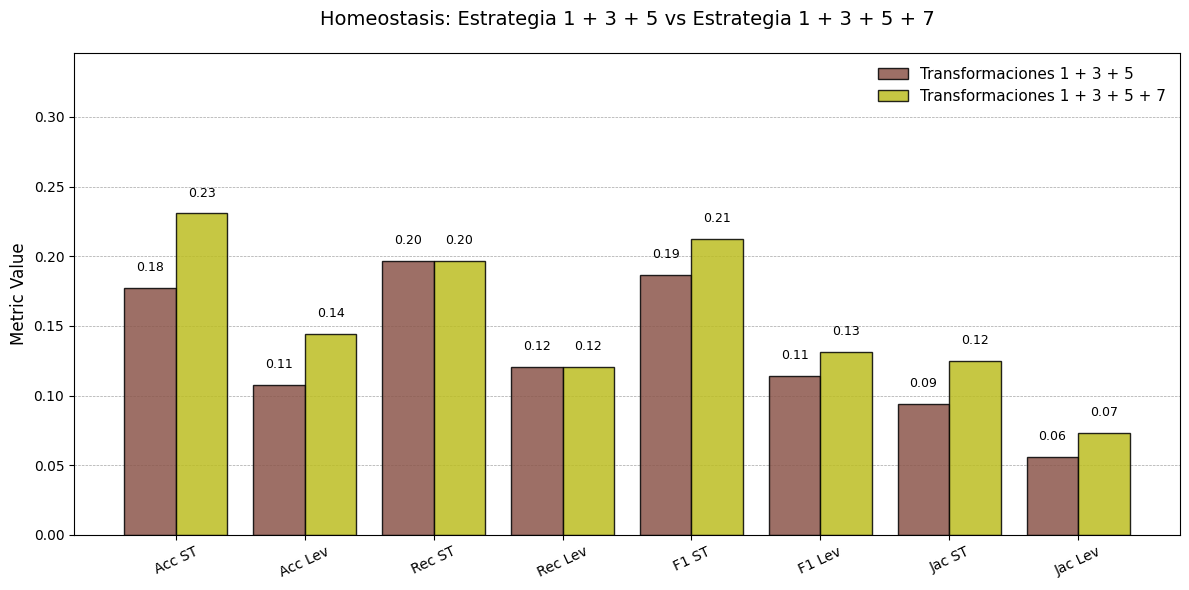 Homeostasis: Estrategia 1 + 3 + 5 vs Estrategia 1 + 3 + 5 + 7
Transformaciones 1 + 3 + 5
Transformaciones 1 + 3 + 5 + 7
Metric Value
0.30
0.25
0.20
0.15
0.10
0.05
0.00
0.18
0.23
0.11
0.14
0.20
0.20
0.12
0.12
0.19
0.21
0.11
0.13
0.09
0.12
0.06
0.07
Acc ST
Acc Lev
Rec ST
Rec Lev
F1 ST
F1 Lev
Jac ST
Jac Lev